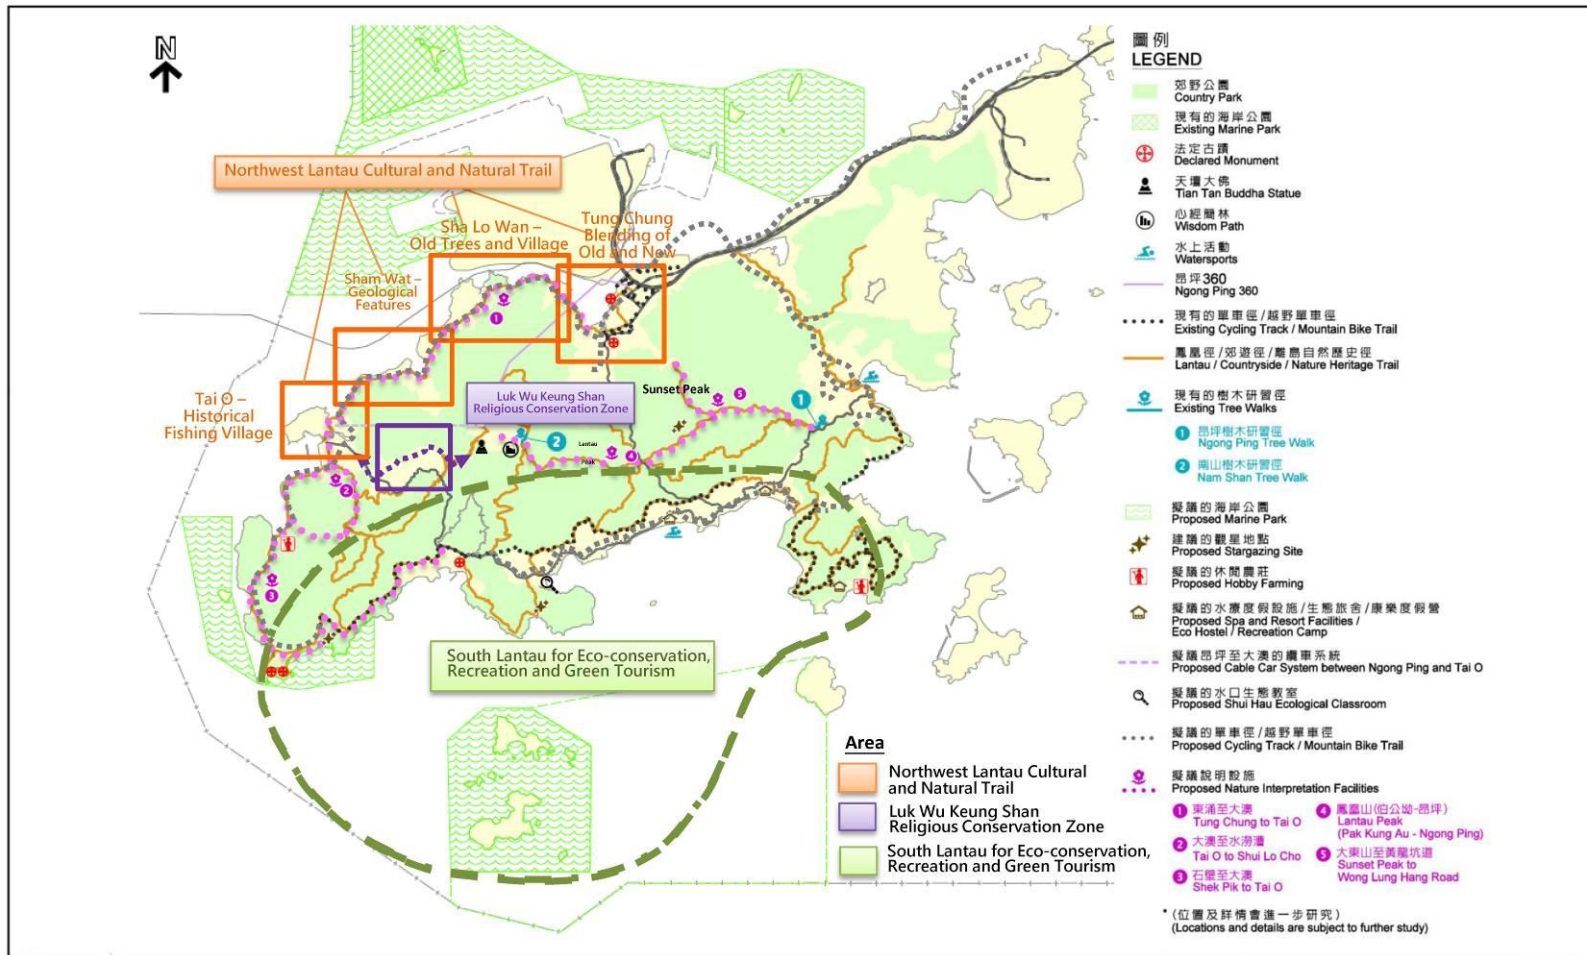 N
Northwest Lantau Cultural and Natural Trail
Sha Lo Wan –
Old Trees and Village
Tung Chung
Blending of
Old and New
Sham Wat –
Geological
Features
1
Tai O –
Historical
Fishing Village
Luk Wu Keung Shan
Religious Conservation Zone
Sunset Peak
5
1
2
Lantau
Peak
4
2
3
South Lantau for Eco-conservation,
Recreation and Green Tourism
Area
Northwest Lantau Cultural
and Natural Trail
Luk Wu Keung Shan
Religious Conservation Zone
South Lantau for Eco-conservation,
Recreation and Green Tourism
圖例
LEGEND
郊野公園
Country Park
現有的海岸公園
Existing Marine Park
法定古蹟
Declared Monument
天壇大佛
Tian Tan Buddha Statue
心經簡林
Wisdom Path
水上活動
Watersports
昂坪360
Ngong Ping 360
現有的單車徑/越野單車徑
Existing Cycling Track / Mountain Bike Trail
鳳凰徑/郊遊徑/離島自然歷史徑
Lantau / Countryside / Nature Heritage Trail
現有的樹木研習徑
Existing Tree Walks
1 昂坪樹木研習徑
Ngong Ping Tree Walk
2 南山樹木研習徑
Nam Shan Tree Walk
擬議的海岸公園
Proposed Marine Park
建議的觀星地點
Proposed Stargazing Site
擬議的休閒農莊
Proposed Hobby Farming
擬議的水療度假設施/生態旅舍/康樂度假營
Proposed Spa and Resort Facilities /
Eco Hostel / Recreation Camp
擬議昂坪至大澳的纜車系統
Proposed Cable Car System between Ngong Ping and Tai O
擬議的水口生態教室
Proposed Shui Hau Ecological Classroom
擬議的單車徑/越野單車徑
Proposed Cycling Track / Mountain Bike Trail
擬議說明設施
Proposed Nature Interpretation Facilities
1 東涌至大澳
Tung Chung to Tai O
2 大澳至水澇漕
Tai O to Shui Lo Cho
3 石壁至大澳
Shek Pik to Tai O
4 鳳凰山(伯公坳-昂坪)
Lantau Peak
(Pak Kung Au - Ngong Ping)
5 大東山至黃龍坑道
Sunset Peak to
Wong Lung Hang Road
* (位置及詳情會進一步研究)
(Locations and details are subject to further study)